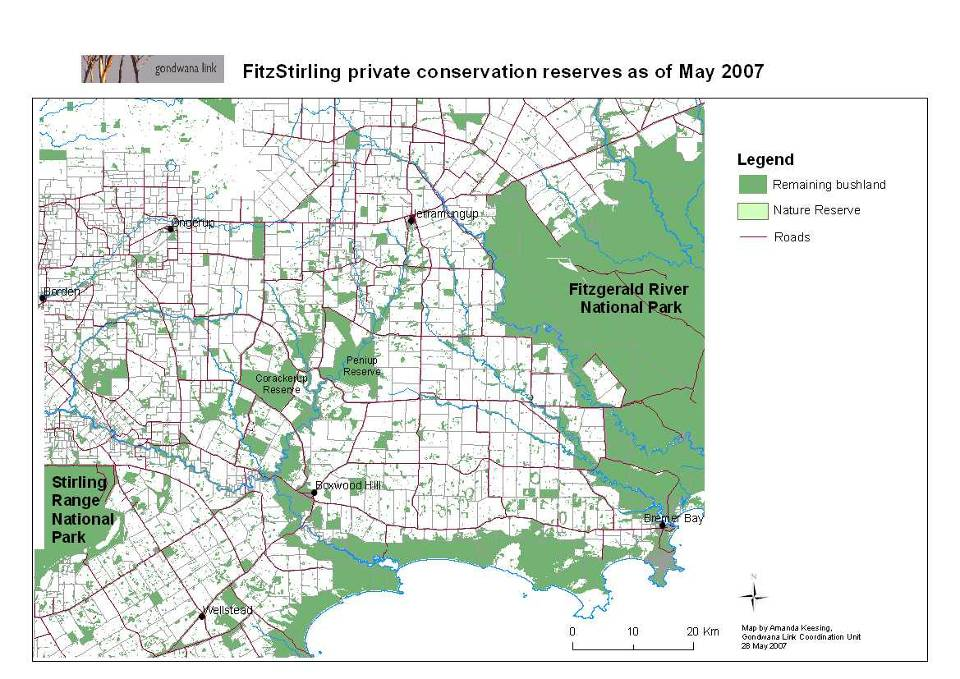 gondwana link
FitzStirling private conservation reserves as of May 2007
Legend
Remaining bushland
Nature Reserve
Roads
Jerramungup
Ongerup
Borden
Fitzgerald River
National Park
Peniup
Reserve
Corackerup
Reserve
Stirling
Range
National
Park
Boxwood Hill
Bremer Bay
Wellstead
N
0 10 20 Km
Map by Amanda Keesing,
Gondwana Link Coordination Unit
28 May 2007